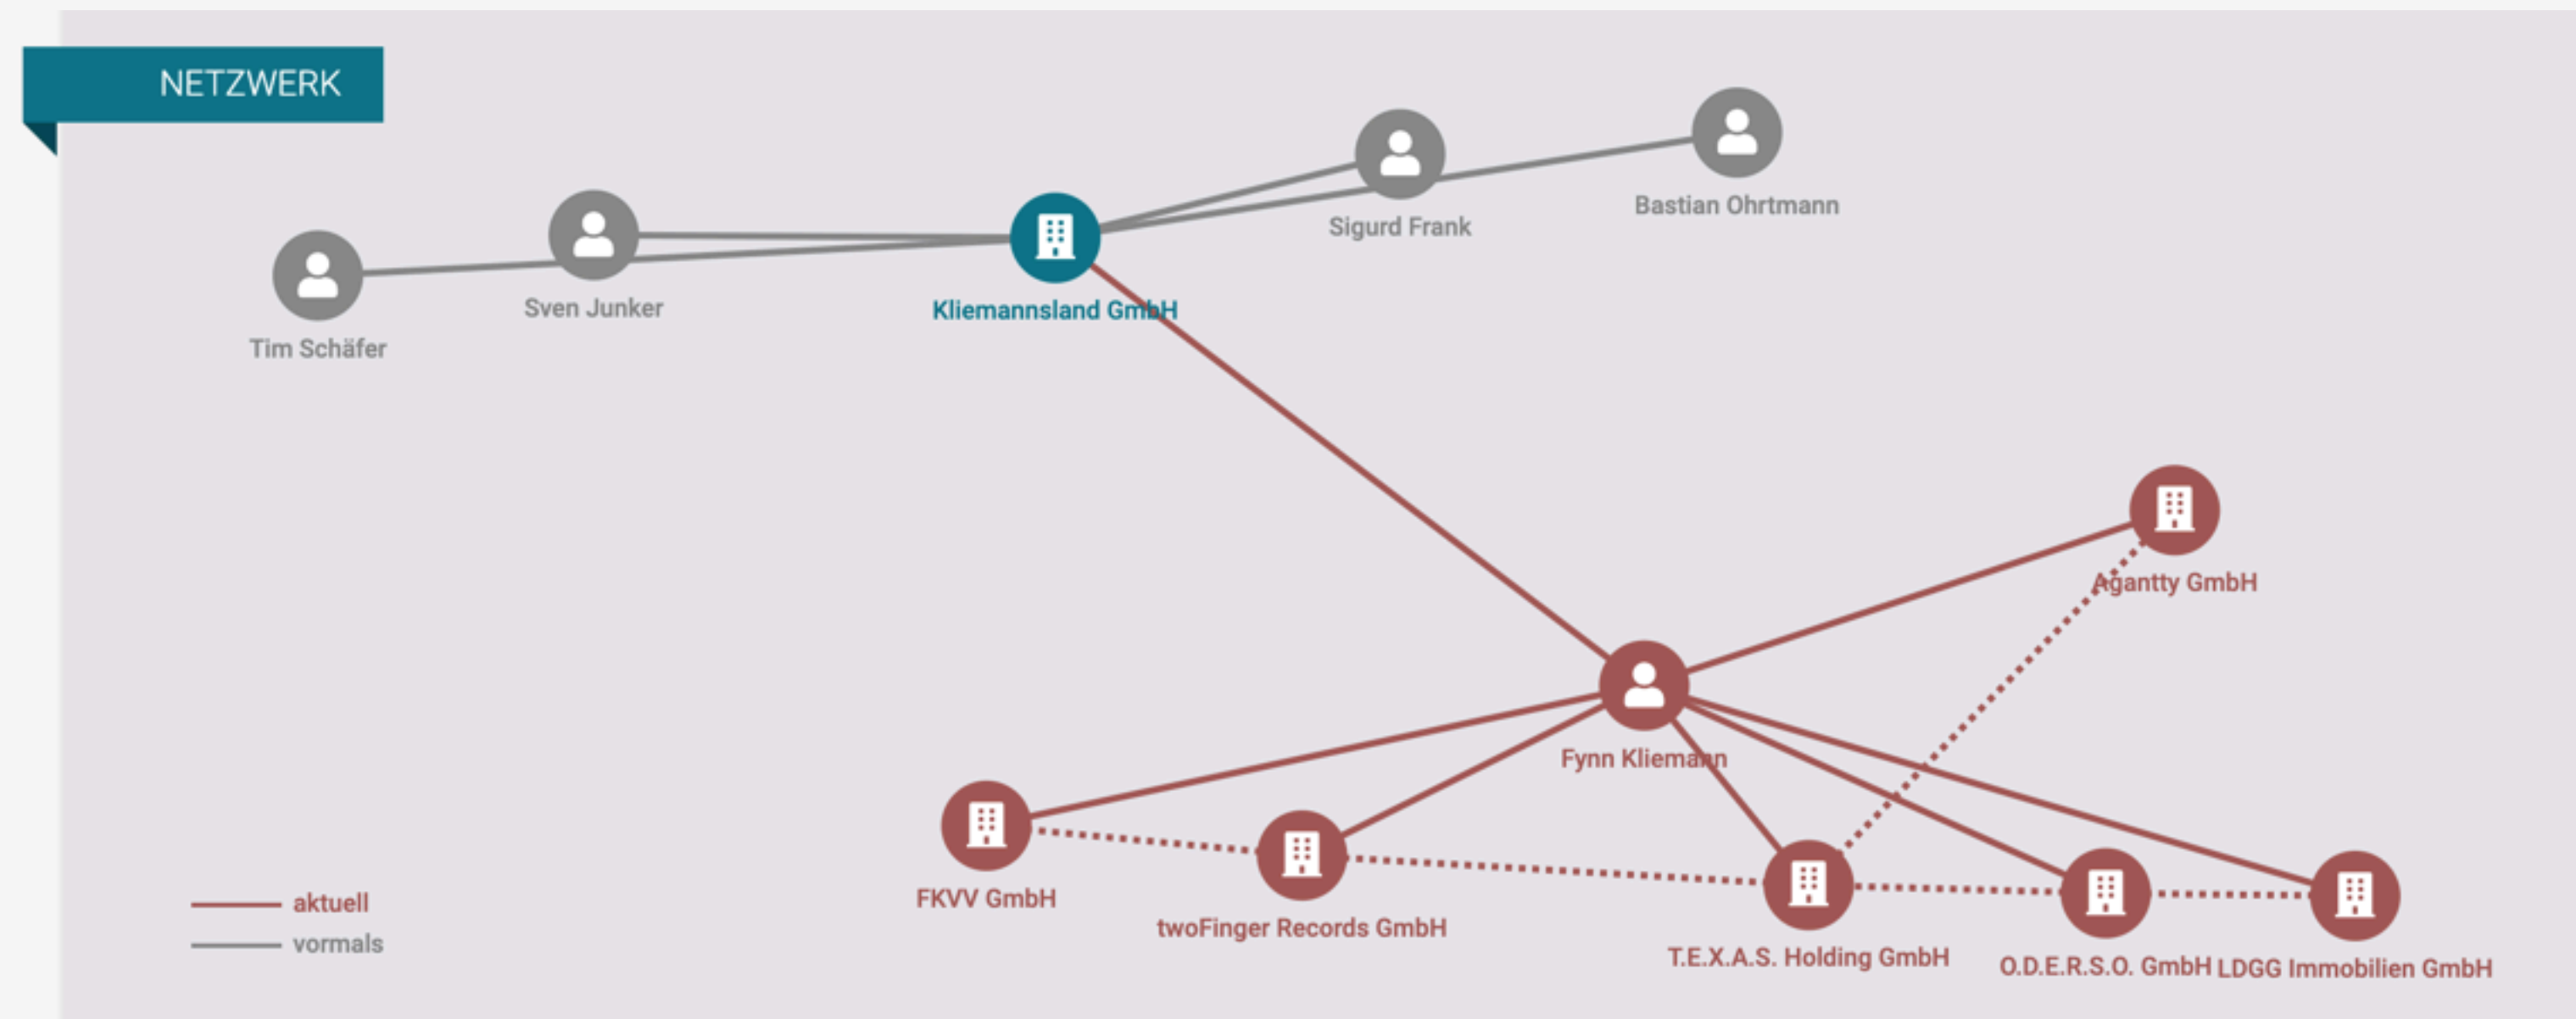 NETZWERK
Bastian Ohrtmann
Sigurd Frank
Sven Junker
Kliemannsland GmbH
Tim Schäfer
Agantty GmbH
Fynn Kliemann
FKVV GmbH
twoFinger Records GmbH
T.E.X.A.S. Holding GmbH
O.D.E.R.S.O. GmbH
LDGG Immobilien GmbH
aktuell
vormals